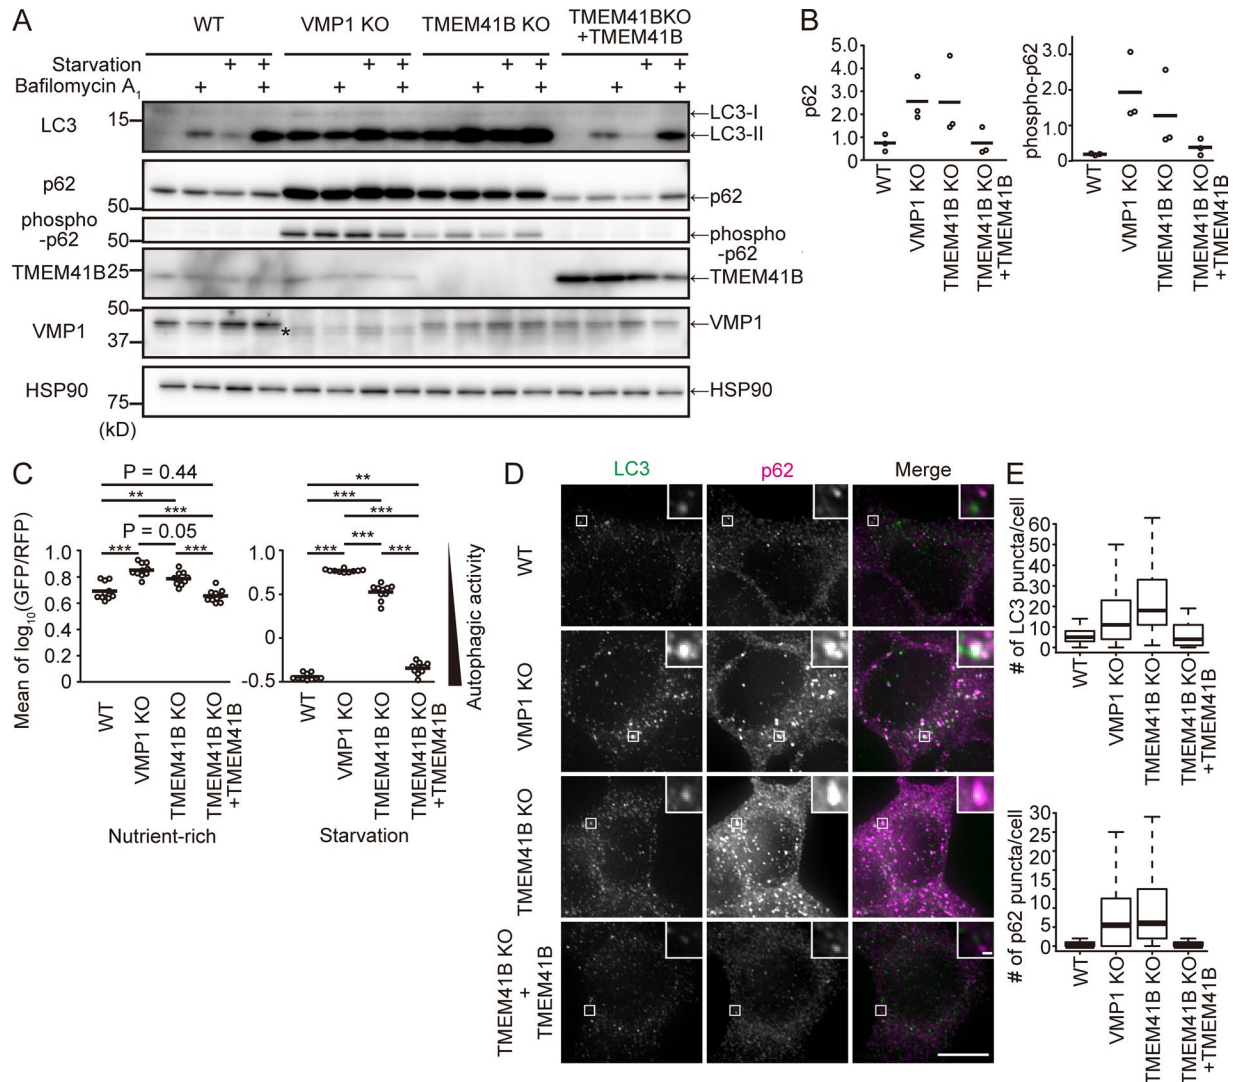 A
WT
VMP1 KO
TMEM41B KO
TMEM41BKO
+TMEM41B
Starvation + + + + + + + +
Bafilomycin A1 + + + + + + + +
LC3
15
←LC3-I
←LC3-II
p62
50
←p62
phospho
-p62
50
←phospho
-p62
TMEM41B
25
←TMEM41B
VMP1
50
37
*
←VMP1
HSP90
75
←HSP90
(kD)
B
p62
5.0
4.0
3.0
2.0
1.0
0
WT
VMP1 KO
TMEM41B KO
TMEM41B KO
+TMEM41B
phospho-p62
3.0
2.0
1.0
0
WT
VMP1 KO
TMEM41B KO
TMEM41B KO
+TMEM41B
C
Mean of log10(GFP/RFP)
P = 0.44
**
***
P = 0.05
*** ***
1.0
0.8
0.6
0.4
0.2
0
WT
VMP1 KO
TMEM41B KO
TMEM41B KO
+TMEM41B
Nutrient-rich
**
***
***
***
*** ***
1.0
0.5
0
-0.5
WT
VMP1 KO
TMEM41B KO
TMEM41B KO
+TMEM41B
Starvation
Autophagic activity
D
LC3
p62
Merge
WT
VMP1 KO
TMEM41B KO
TMEM41B KO
+
TMEM41B
E
# of LC3 puncta/cell
60
50
40
30
20
10
0
WT
VMP1 KO
TMEM41B KO
TMEM41B KO
+TMEM41B
# of p62 puncta/cell
30
25
20
15
10
5
0
WT
VMP1 KO
TMEM41B KO
TMEM41B KO
+TMEM41B